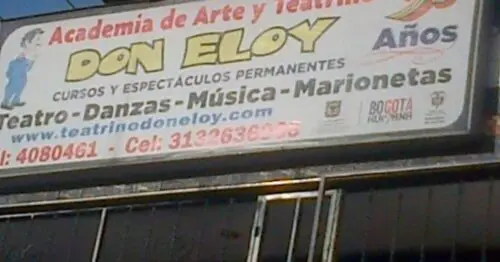 Academia de Arte y Teatrino
DON ELOY
Años
CURSOS Y ESPECTÁCULOS PERMANENTES
Teatro-Danzas-Música-Marionetas
www.teatrinodoneloy.com
BOGOTÁ
HUMANA
l: 4080461 - Cel: